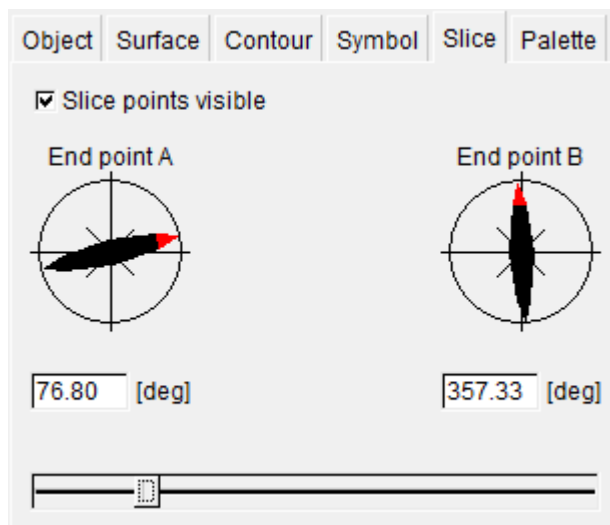 Object Surface Contour Symbol Slice Palette
Slice points visible
End point A End point B
76.80 [deg] 357.33 [deg]